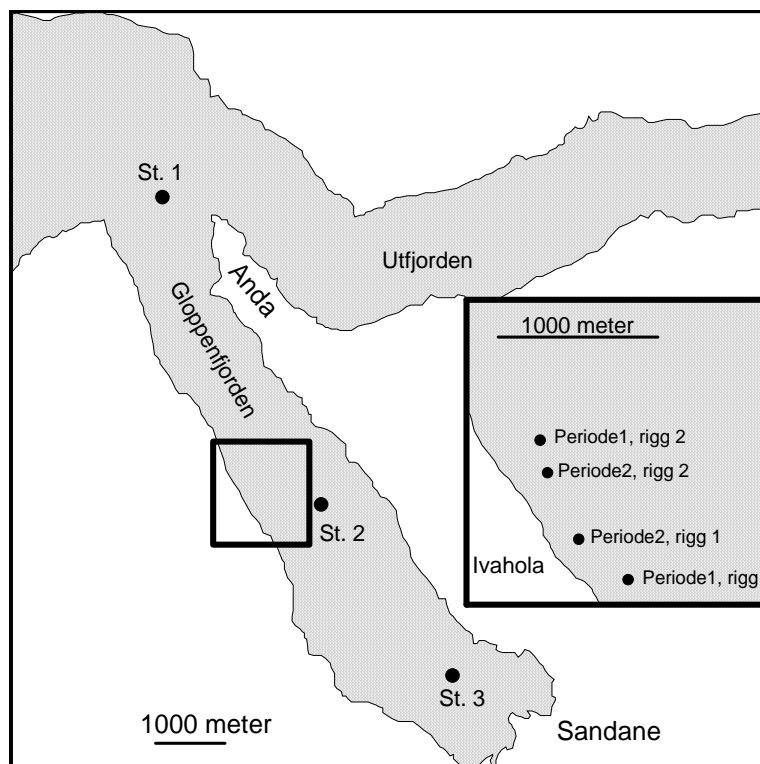 St. 1
Utfjorden
Anda
Gloppenfjorden
1000 meter
Periode1, rigg 2
Periode2, rigg 2
Periode2, rigg 1
Ivahola
Periode1, rigg
St. 2
St. 3
1000 meter
Sandane